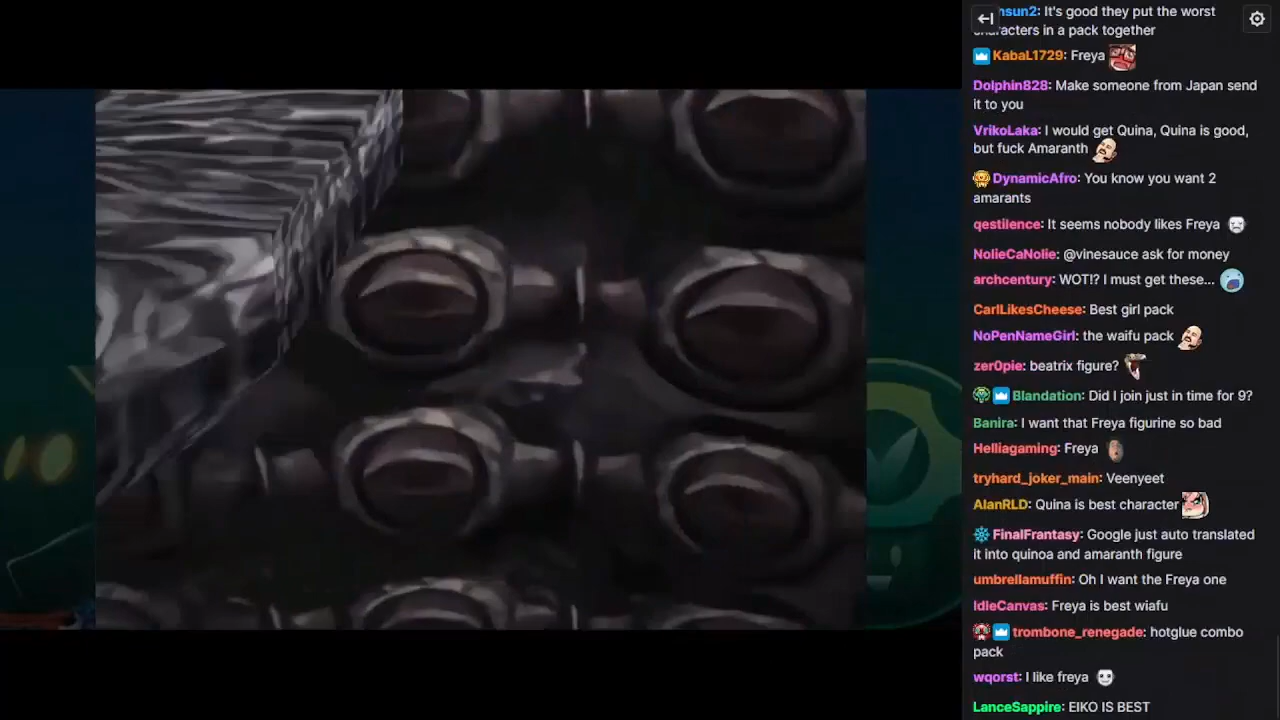 nsun2: It's good they put the worst
characters in a pack together
KabaL1729: Freya
Dolphin828: Make someone from Japan send
it to you
VrikoLaka: I would get Quina, Quina is good,
but fuck Amaranth
DynamicAfro: You know you want 2
amarants
qestilence: It seems nobody likes Freya
NolieCaNolie: @vinesauce ask for money
archcentury: WOT!? I must get these...
CarlLikesCheese: Best girl pack
NoPenNameGirl: the waifu pack
zer0pie: beatrix figure?
Blandation: Did I join just in time for 9?
Banira: I want that Freya figurine so bad
Helliagaming: Freya
tryhard_joker_main: Veenyeet
AlanRLD: Quina is best character
FinalFrantasy: Google just auto translated
it into quinoa and amaranth figure
umbrellamuffin: Oh I want the Freya one
IdleCanvas: Freya is best wiafu
trombone_renegade: hotglue combo
pack
wqorst: I like freya
LanceSappire: EIKO IS BEST